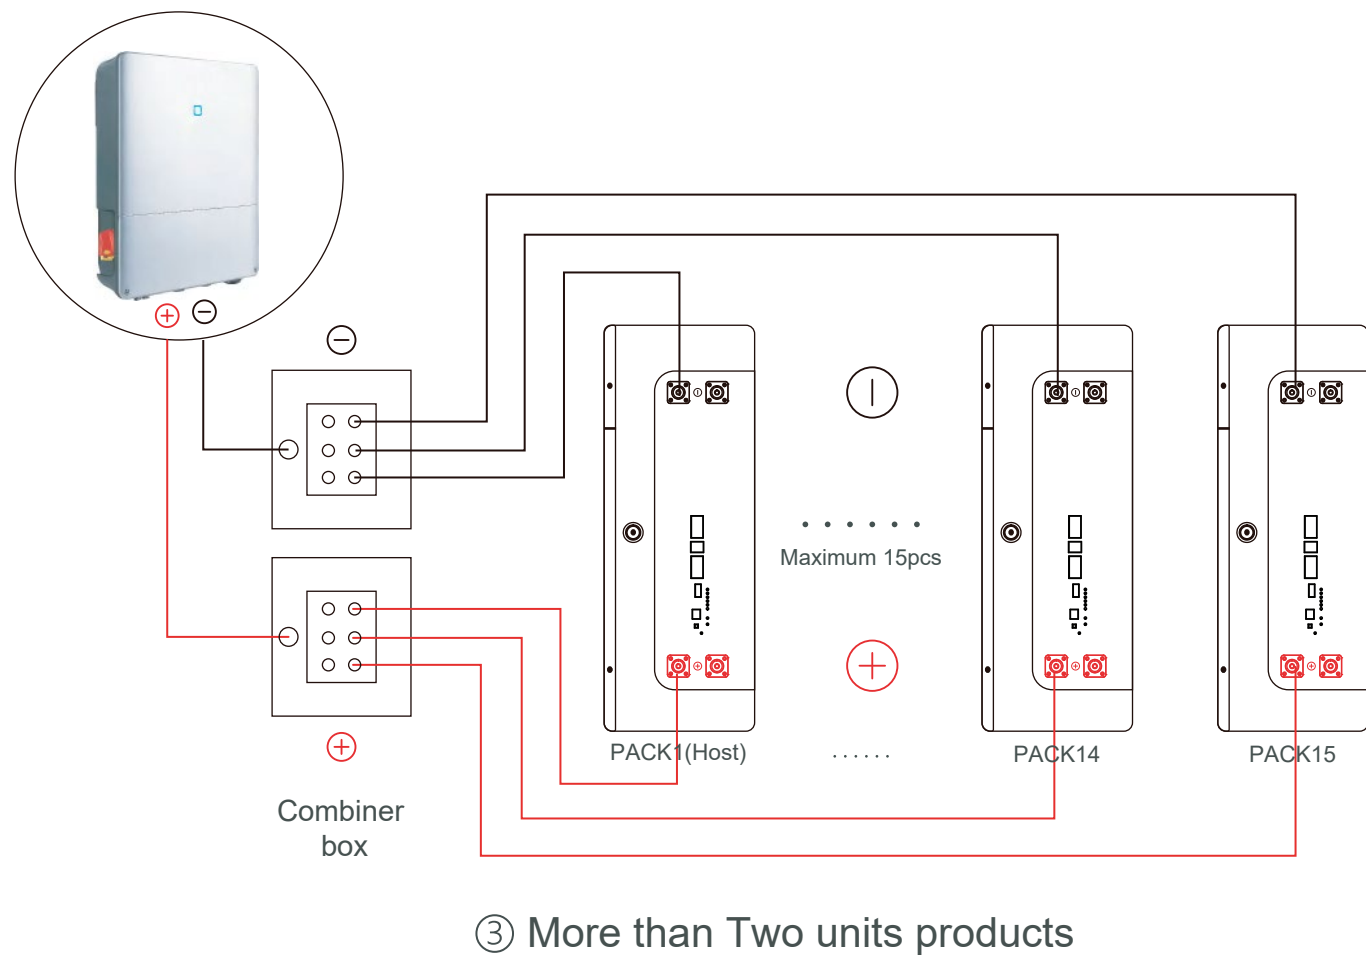 Maximum 15pcs
PACK1(Host)
......
PACK14
PACK15
Combiner
box
③ More than Two units products